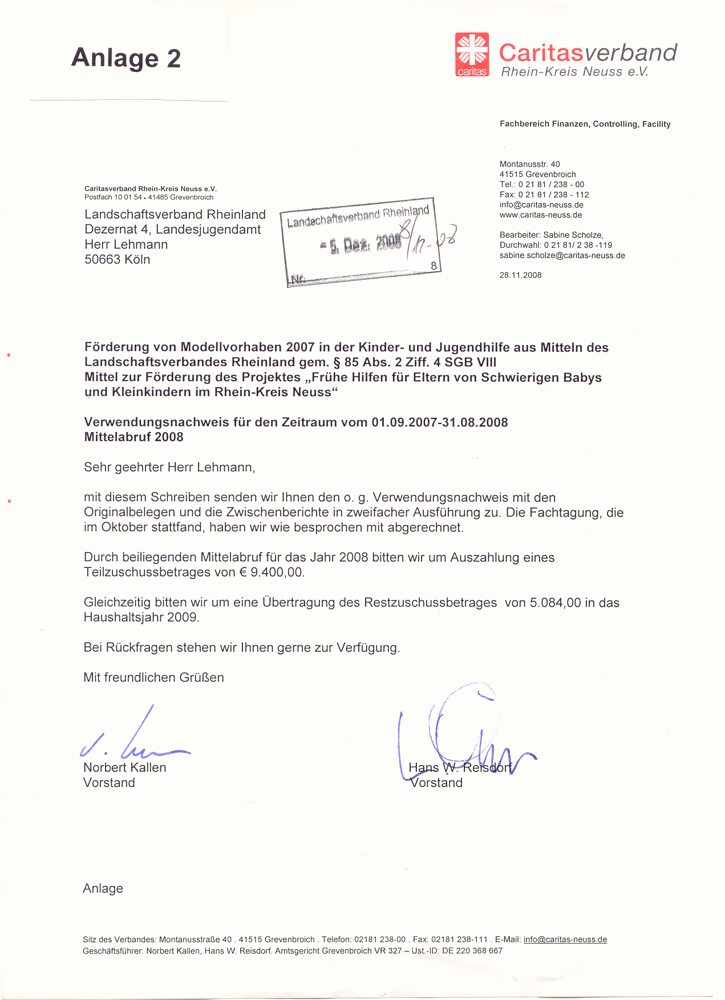 Anlage 2
caritas
Caritasverband
Rhein-Kreis Neuss e.V.
Fachbereich Finanzen, Controlling, Facility
Montanusstr. 40
41515 Grevenbroich
Tel.: 0 21 81 / 238 - 00
Fax: 0 21 81 / 238 - 112
info@caritas-neuss.de
www.caritas-neuss.de
Bearbeiter: Sabine Scholze,
Durchwahl: 0 21 81/ 2 38 -119
sabine.scholze@caritas-neuss.de
28.11.2008
Caritasverband Rhein-Kreis Neuss e.V.
Postfach 10 01 54 • 41485 Grevenbroich
Landschaftsverband Rheinland
Dezernat 4, Landesjugendamt
Herr Lehmann
50663 Köln
Landschaftsverband Rheinland
- 5. Dez. 2008
8
Nr.
Förderung von Modellvorhaben 2007 in der Kinder- und Jugendhilfe aus Mitteln des
Landschaftsverbandes Rheinland gem. § 85 Abs. 2 Ziff. 4 SGB VIII
Mittel zur Förderung des Projektes „Frühe Hilfen für Eltern von Schwierigen Babys
und Kleinkindern im Rhein-Kreis Neuss“
Verwendungsnachweis für den Zeitraum vom 01.09.2007-31.08.2008
Mittelabruf 2008
Sehr geehrter Herr Lehmann,
mit diesem Schreiben senden wir Ihnen den o. g. Verwendungsnachweis mit den
Originalbelegen und die Zwischenberichte in zweifacher Ausführung zu. Die Fachtagung, die
im Oktober stattfand, haben wir wie besprochen mit abgerechnet.
Durch beiliegenden Mittelabruf für das Jahr 2008 bitten wir um Auszahlung eines
Teilzuschussbetrages von € 9.400,00.
Gleichzeitig bitten wir um eine Übertragung des Restzuschussbetrages von 5.084,00 in das
Haushaltsjahr 2009.
Bei Rückfragen stehen wir Ihnen gerne zur Verfügung.
Mit freundlichen Grüßen
Norbert Kallen
Vorstand
Hans W. Reisdorf
Vorstand
Anlage
Sitz des Verbandes: Montanusstraße 40 . 41515 Grevenbroich . Telefon: 02181 238-00 . Fax: 02181 238-111 . E-Mail: info@caritas-neuss.de
Geschäftsführer: Norbert Kallen, Hans W. Reisdorf. Amtsgericht Grevenbroich VR 327 – Ust.-ID: DE 220 368 667